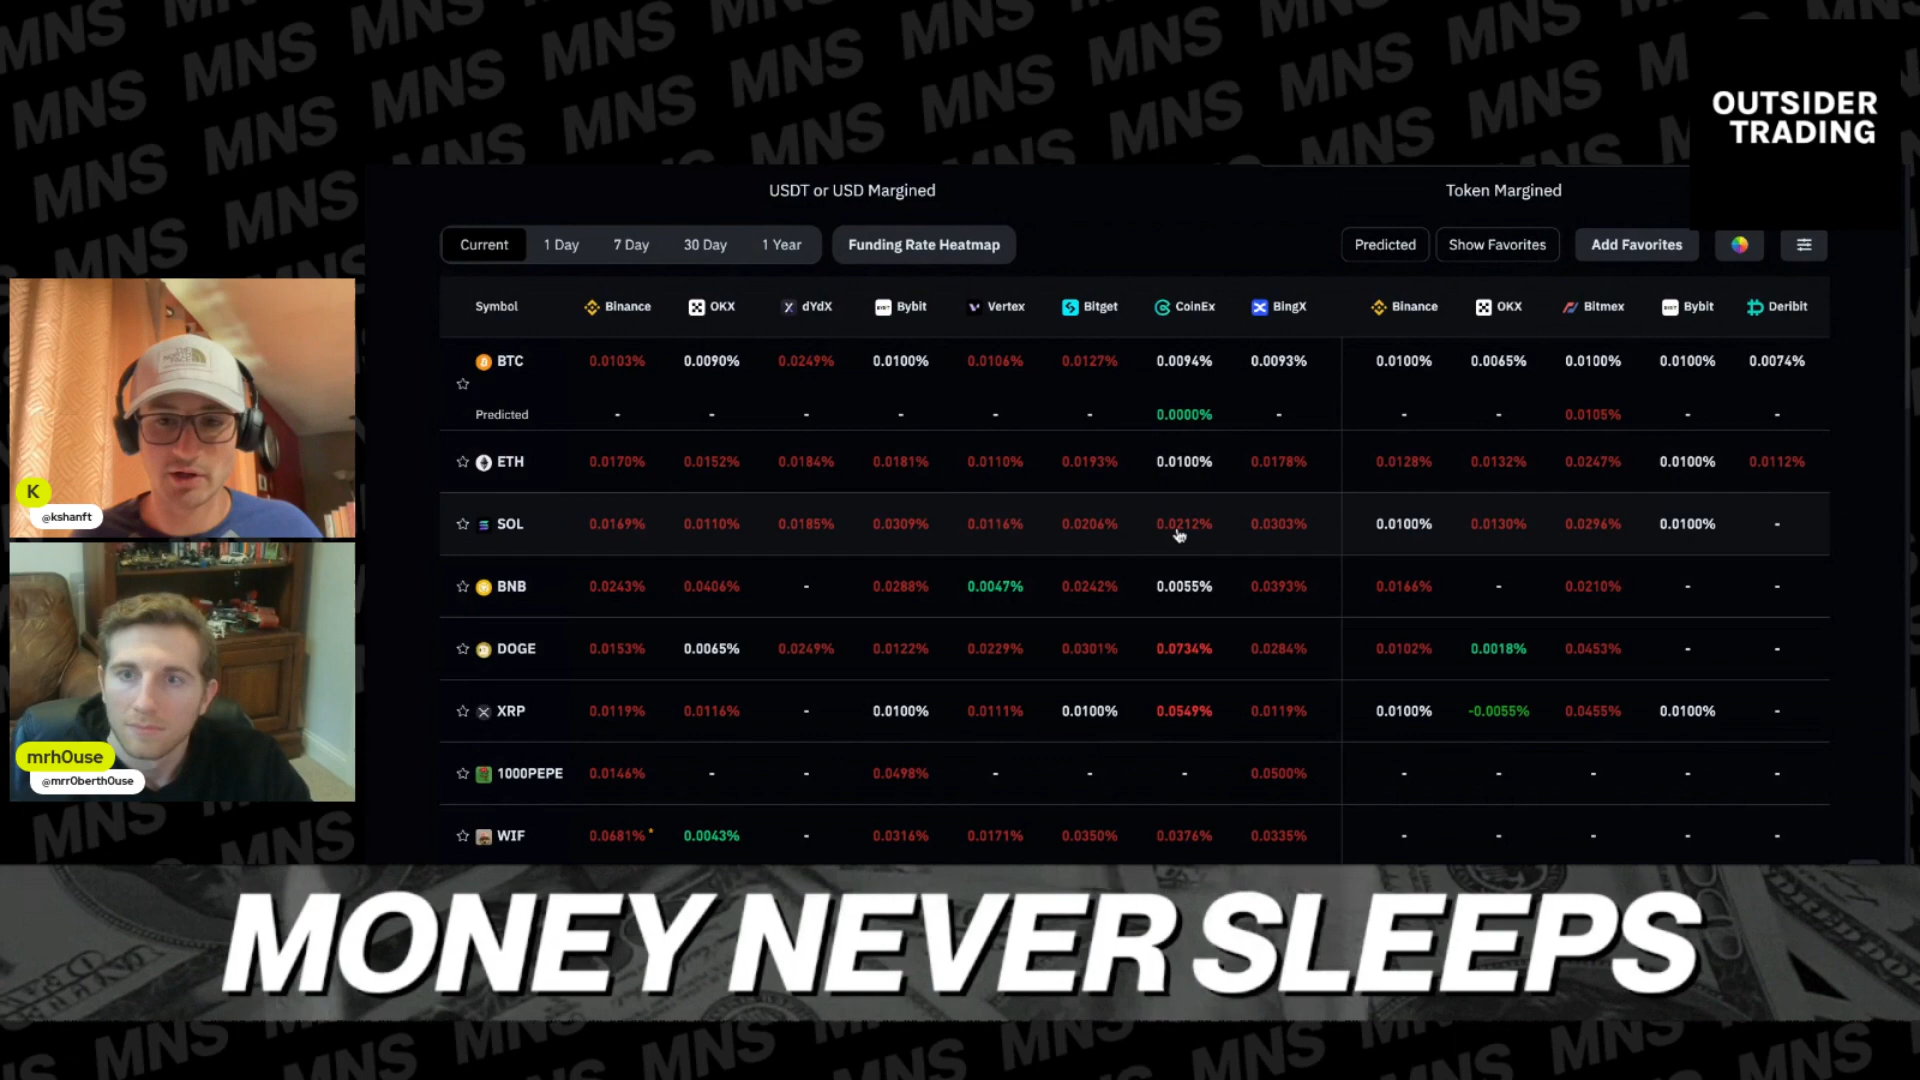 OUTSIDER
TRADING
USDT or USD Margined
Token Margined
Current 1 Day 7 Day 30 Day 1 Year Funding Rate Heatmap Predicted Show Favorites Add Favorites
Symbol Binance OKX dYdX Bybit Vertex Bitget CoinEx BingX Binance OKX Bitmex Bybit Deribit
BTC 0.0103% 0.0090% 0.0249% 0.0100% 0.0106% 0.0127% 0.0094% 0.0093% 0.0100% 0.0065% 0.0100% 0.0100% 0.0074%
Predicted - - - - - - 0.0000% - - - 0.0105% - -
ETH 0.0170% 0.0152% 0.0184% 0.0181% 0.0110% 0.0193% 0.0100% 0.0178% 0.0128% 0.0132% 0.0247% 0.0100% 0.0112%
SOL 0.0169% 0.0110% 0.0185% 0.0309% 0.0116% 0.0206% 0.0212% 0.0303% 0.0100% 0.0130% 0.0296% 0.0100% -
BNB 0.0243% 0.0406% - 0.0288% 0.0047% 0.0242% 0.0055% 0.0393% 0.0166% - 0.0210% - -
DOGE 0.0153% 0.0065% 0.0249% 0.0122% 0.0229% 0.0301% 0.0734% 0.0284% 0.0102% 0.0018% 0.0453% - -
XRP 0.0119% 0.0116% - 0.0100% 0.0111% 0.0100% 0.0549% 0.0119% 0.0100% -0.0055% 0.0455% 0.0100% -
1000PEPE 0.0146% - - 0.0498% - - - 0.0500% - - - - -
WIF 0.0681% * 0.0043% - 0.0316% 0.0171% 0.0350% 0.0376% 0.0335% - - - - -
K
@kshanft
mrh0use
@mrr0berth0use
MONEY NEVER SLEEPS